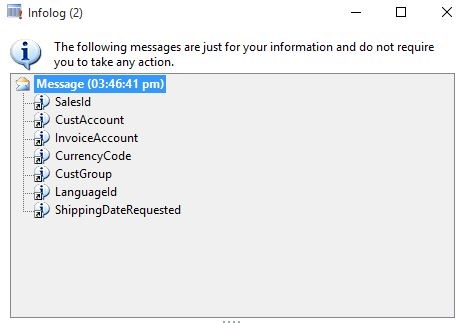 Infolog (2)
The following messages are just for your information and do not require
you to take any action.
Message (03:46:41 pm)
SalesId
CustAccount
InvoiceAccount
CurrencyCode
CustGroup
LanguageId
ShippingDateRequested